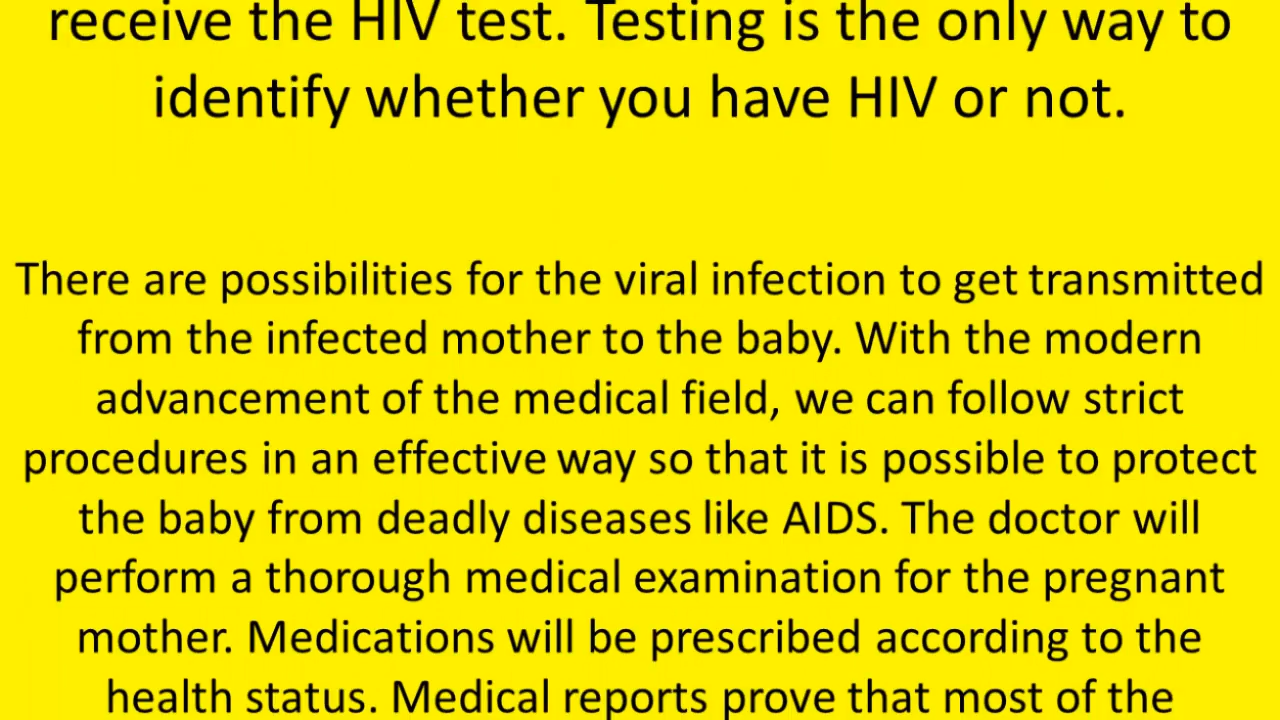 receive the HIV test. Testing is the only way to
identify whether you have HIV or not.
There are possibilities for the viral infection to get transmitted
from the infected mother to the baby. With the modern
advancement of the medical field, we can follow strict
procedures in an effective way so that it is possible to protect
the baby from deadly diseases like AIDS. The doctor will
perform a thorough medical examination for the pregnant
mother. Medications will be prescribed according to the
health status. Medical reports prove that most of the